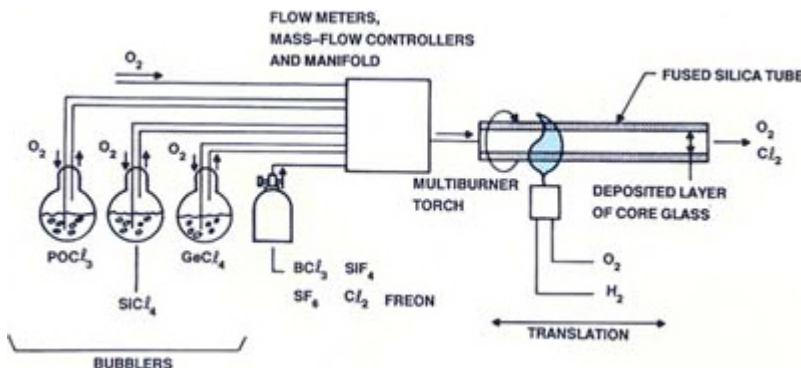 FLOW METERS,
MASS–FLOW CONTROLLERS
AND MANIFOLD
O₂
FUSED SILICA TUBE
O₂
O₂
O₂
O₂
Cℓ₂
MULTIBURNER
TORCH
DEPOSITED LAYER
OF CORE GLASS
POCℓ₃
SiCℓ₄
GeCℓ₄
BCℓ₃ SIF₄
SF₆ Cℓ₂ FREON
O₂
H₂
TRANSLATION
BUBBLERS